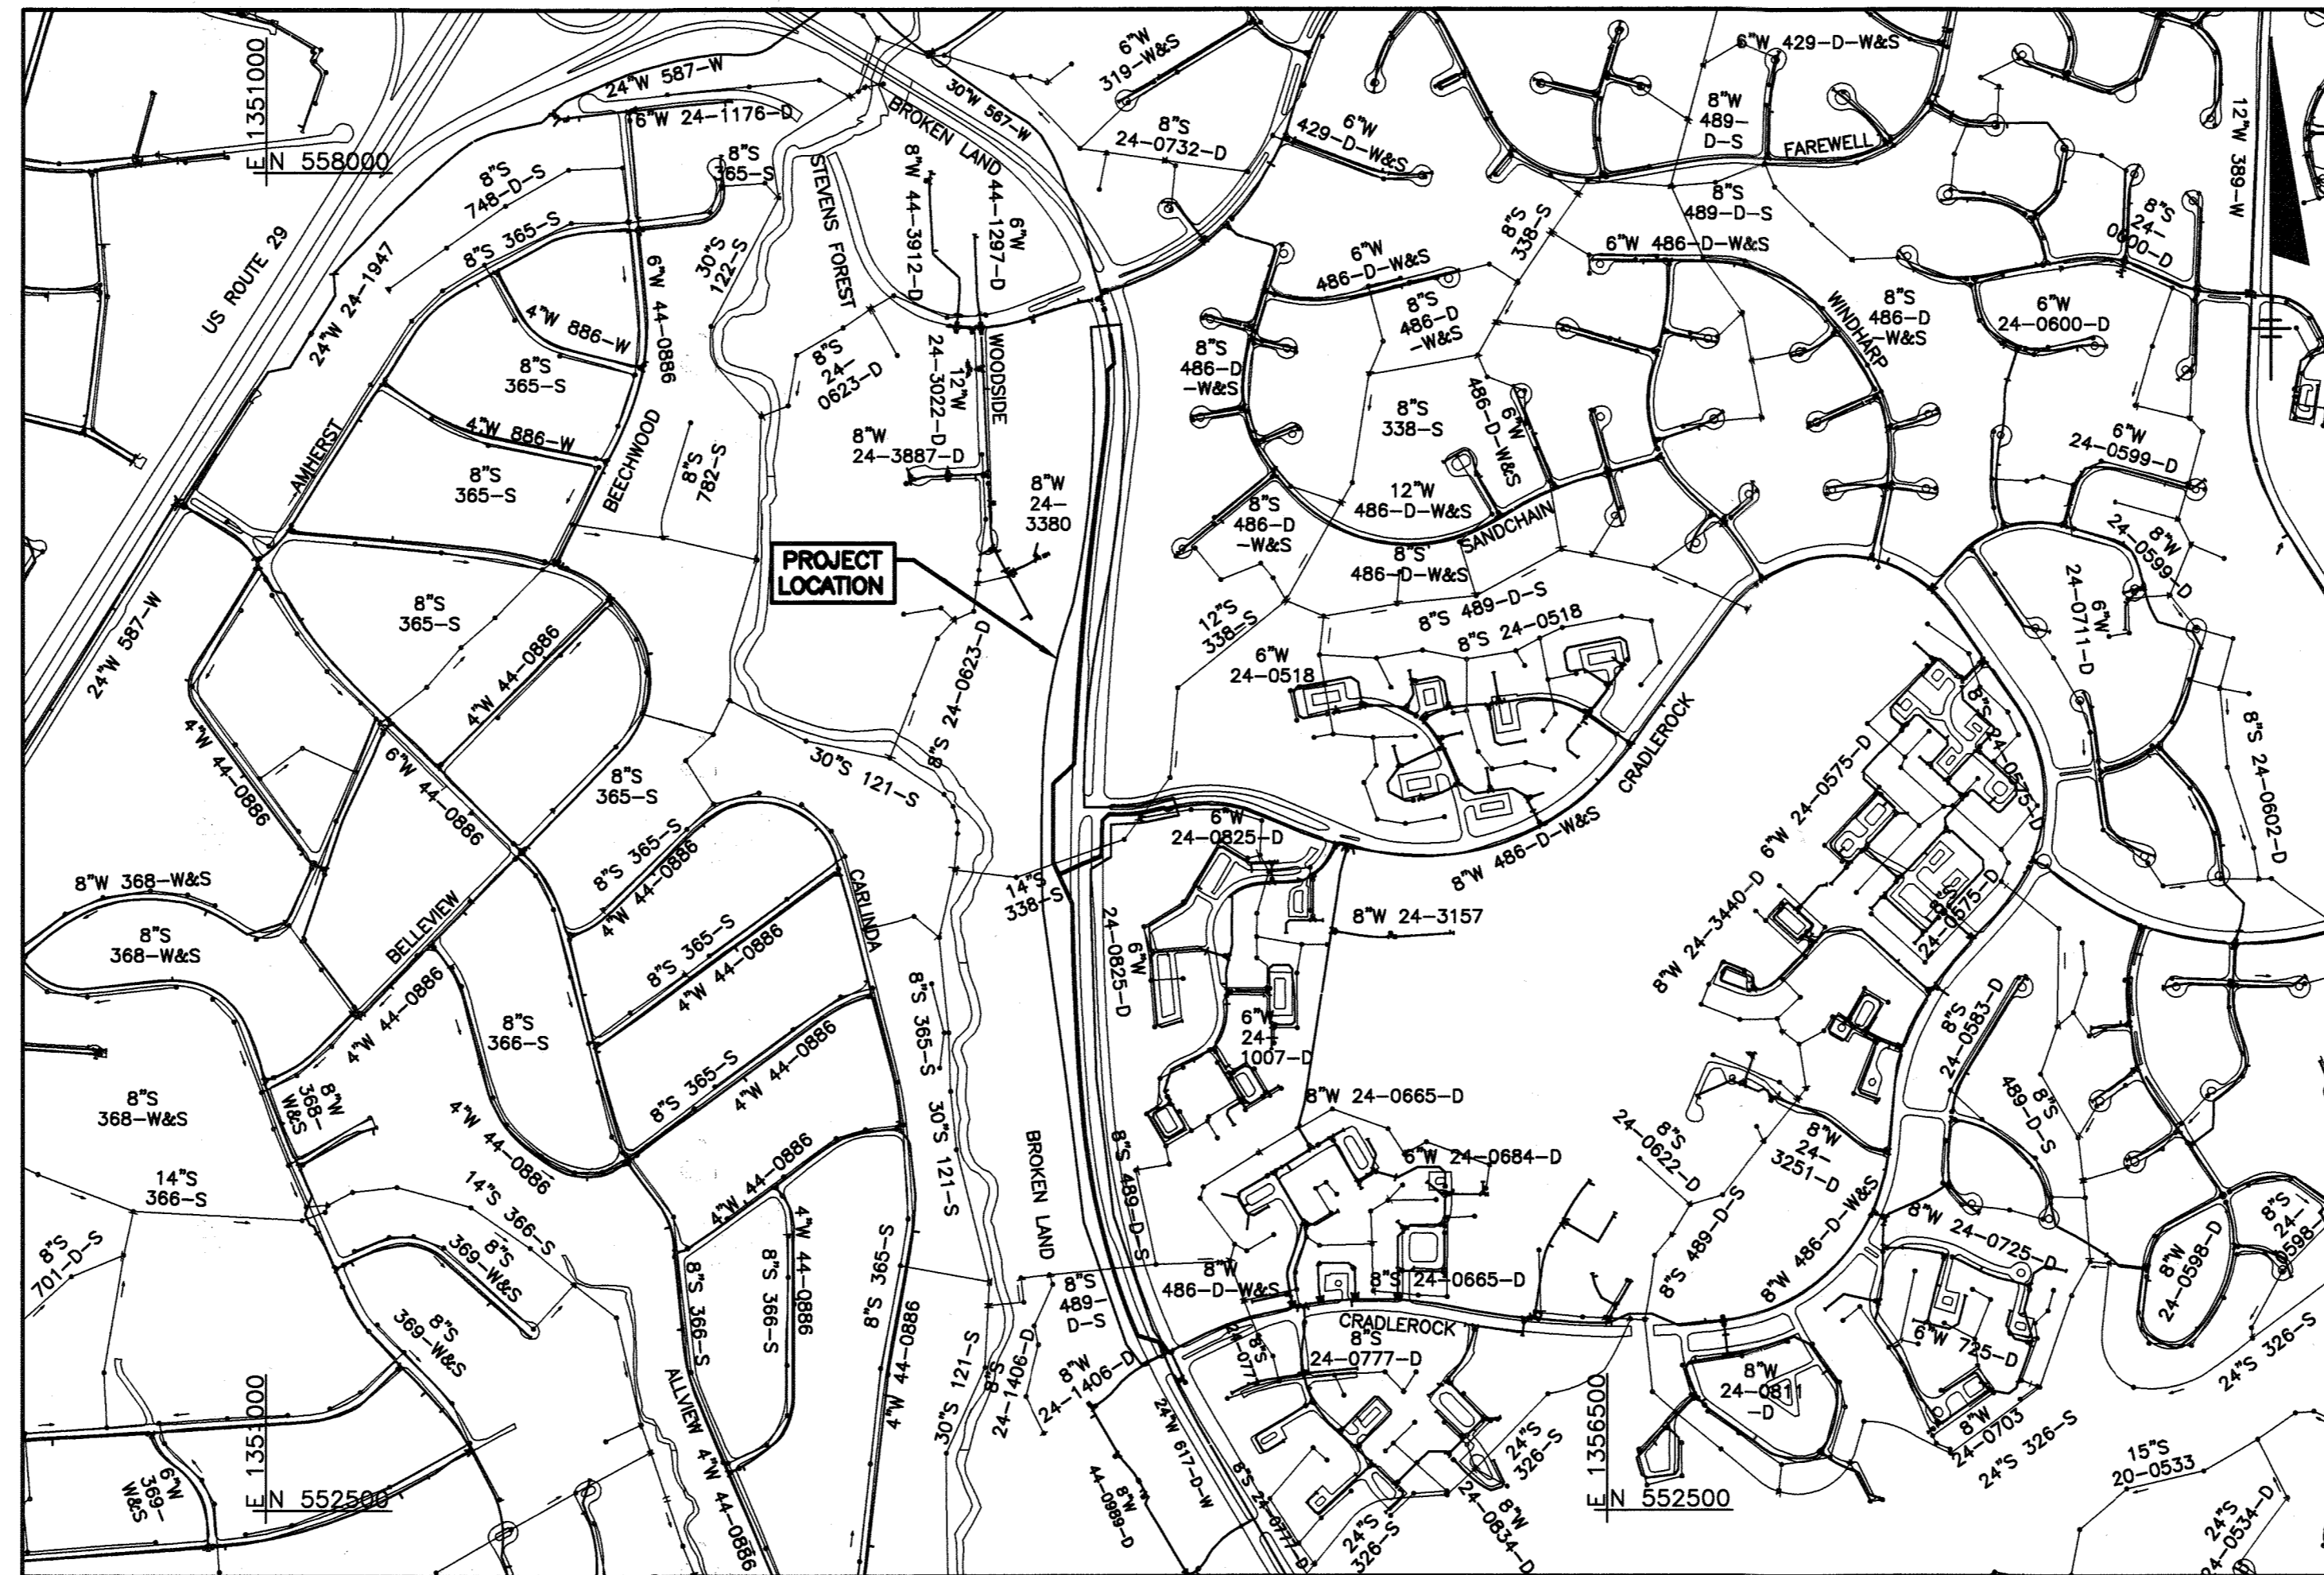 E 1351000
N 558000
24"W 587-W
6"W 24-1176-D
8"S
748-D-S
8"S
365-S
8"S 365-S
US ROUTE 29
24"W 24-1947
BROKEN LAND
30"W 567-W
6"W
319-W&S
8"S
24-0732-D
6"W
429-D-W&S
6"W 429-D-W&S
8"W
489-
D-S
FAREWELL
8"S
489-D-S
8"S
338-S
12"W 389-W
8"S
24-
0600-D
STEVENS FOREST
8"W 44-3912-D
6"W
44-1297-D
30"S
122-S
6"W 44-0886
4"W 886-W
8"S
365-S
4"W 886-W
8"S
365-S
AMHERST
BEECHWOOD
8"S
782-S
8"S
24-
0623-D
8"W
24-3887-D
12"W
24-3022-D
WOODSIDE
8"W
24-
3380
6"W
486-D-W&S
8"S
486-D
-W&S
8"S
486-D
-W&S
6"W 486-D-W&S
WINDHARP
8"S
486-D
-W&S
6"W
24-0600-D
8"S
338-S
6"W
486-D-W&S
12"W
486-D-W&S
SANDCHAIN
8"S
486-D
-W&S
8"S
486-D-W&S
6"W
24-0599-D
8"W
24-0599-D
6"W
24-0711-D
PROJECT
LOCATION
8"S
365-S
24"W 587-W
4"W 44-0886
4"W 44-0886
6"W 44-0886
8"S
365-S
8"S 24-0623-D
30"S 121-S
12"S
338-S
8"S 489-D-S
8"S 24-0518
6"W
24-0518
CRADLEROCK
8"S
24-0575-D
6"W 24-0575-D
8"S 24-0602-D
8"W 368-W&S
8"S
368-W&S
BELLEVIEW
4"W 44-0886
8"S 365-S
4"W 44-0886
CARLINDA
14"S
338-S
6"W
24-0825-D
8"W 486-D-W&S
8"W 24-3157
6"W
24-0825-D
8"W 24-3440-D
8"S
24-0575-D
8"S 365-S
4"W 44-0886
8"S 365-S
8"S
366-S
8"S 365-S
4"W 44-0886
6"W
24-
1007-D
8"S
24-0583-D
8"S
368-W&S
8"W
368-
W&S
4"W 44-0886
30"S 121-S
BROKEN LAND
8"S 489-D-S
8"W 24-0665-D
6"W 24-0684-D
8"S
24-0622-D
8"W
24-
3251-D
8"S
489-D-S
14"S
366-S
14"S 366-S
4"W 44-0886
4"W 44-0886
8"S
701-D-S
8"S
369-W&S
8"S
369-W&S
8"S 366-S
8"S 366-S
8"S 365-S
4"W 44-0886
8"S
489-
D-S
8"W
486-D-W&S
8"S 24-0665-D
CRADLEROCK
8"S 489-D-S
8"W 486-D-W&S
8"W 24-0725-D
8"W
24-0598-D
8"S
24-
0598-
ALLVIEW
4"W 44-0886
30"S 121-S
8"S
24-1406-D
8"W
24-1406-D
8"S
24-077
8"S
24-0777-D
8"W
24-0811
-D
6"W 725-D
8"W
24-0703
24"S 326-S
24"S 326-S
E 1351000
N 552500
6"W
369-
W&S
8"W
44-0989-D
24"W 617-D-W
8"S 24-0777-D
24"S
326-S
24"S
326-S
8"W
24-0834-D
E 1356500
N 552500
15"S
20-0533
24"S
24-0534-D